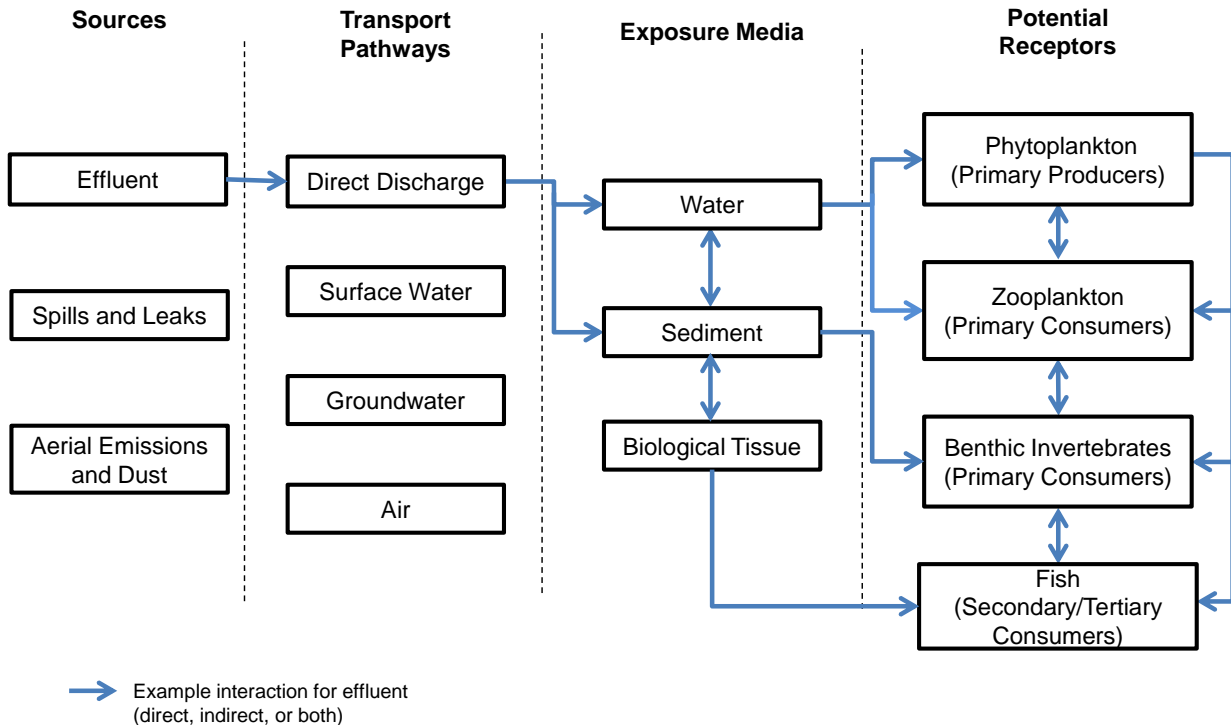 Sources
Transport
Pathways
Exposure Media
Potential
Receptors
Effluent
Spills and Leaks
Aerial Emissions
and Dust
Direct Discharge
Surface Water
Groundwater
Air
Water
Sediment
Biological Tissue
Phytoplankton
(Primary Producers)
Zooplankton
(Primary Consumers)
Benthic Invertebrates
(Primary Consumers)
Fish
(Secondary/Tertiary
Consumers)
Example interaction for effluent
(direct, indirect, or both)